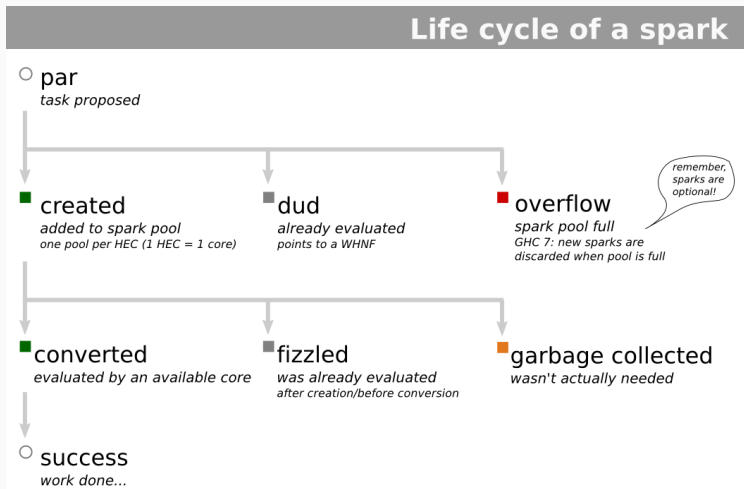 Life cycle of a spark
par
task proposed
remember,
sparks are
optional!
created
added to spark pool
one pool per HEC (1 HEC = 1 core)
dud
already evaluated
points to a WHNF
overflow
spark pool full
GHC 7: new sparks are
discarded when pool is full
converted
evaluated by an available core
fizzled
was already evaluated
after creation/before conversion
garbage collected
wasn't actually needed
success
work done...